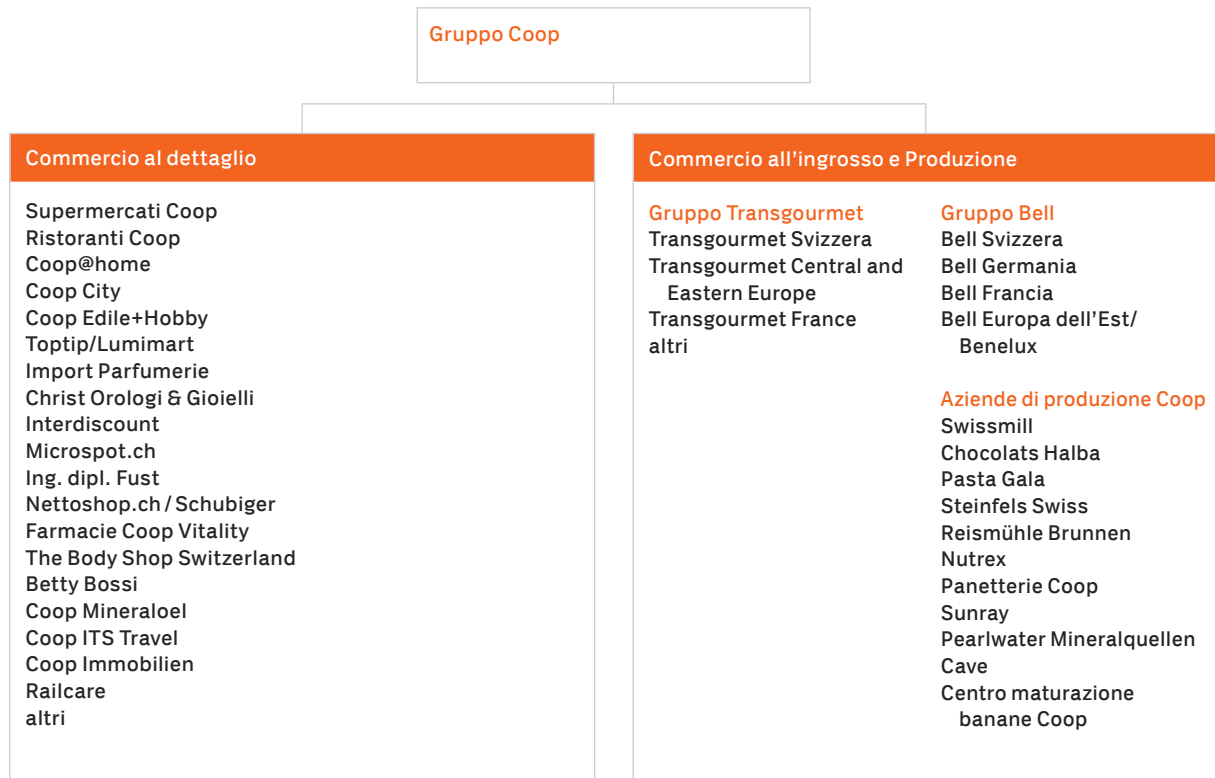 Gruppo Coop
Commercio al dettaglio
Supermercati Coop
Ristoranti Coop
Coop@home
Coop City
Coop Edile+Hobby
Toptip/Lumimart
Import Parfumerie
Christ Orologi & Gioielli
Interdiscount
Microspot.ch
Ing. dipl. Fust
Nettoshop.ch / Schubiger
Farmacie Coop Vitality
The Body Shop Switzerland
Betty Bossi
Coop Mineraloel
Coop ITS Travel
Coop Immobilien
Railcare
altri
Commercio all’ingrosso e Produzione
Gruppo Transgourmet
Transgourmet Svizzera
Transgourmet Central and
Eastern Europe
Transgourmet France
altri
Gruppo Bell
Bell Svizzera
Bell Germania
Bell Francia
Bell Europa dell’Est/
Benelux
Aziende di produzione Coop
Swissmill
Chocolats Halba
Pasta Gala
Steinfels Swiss
Reismühle Brunnen
Nutrex
Panetterie Coop
Sunray
Pearlwater Mineralquellen
Cave
Centro maturazione
banane Coop